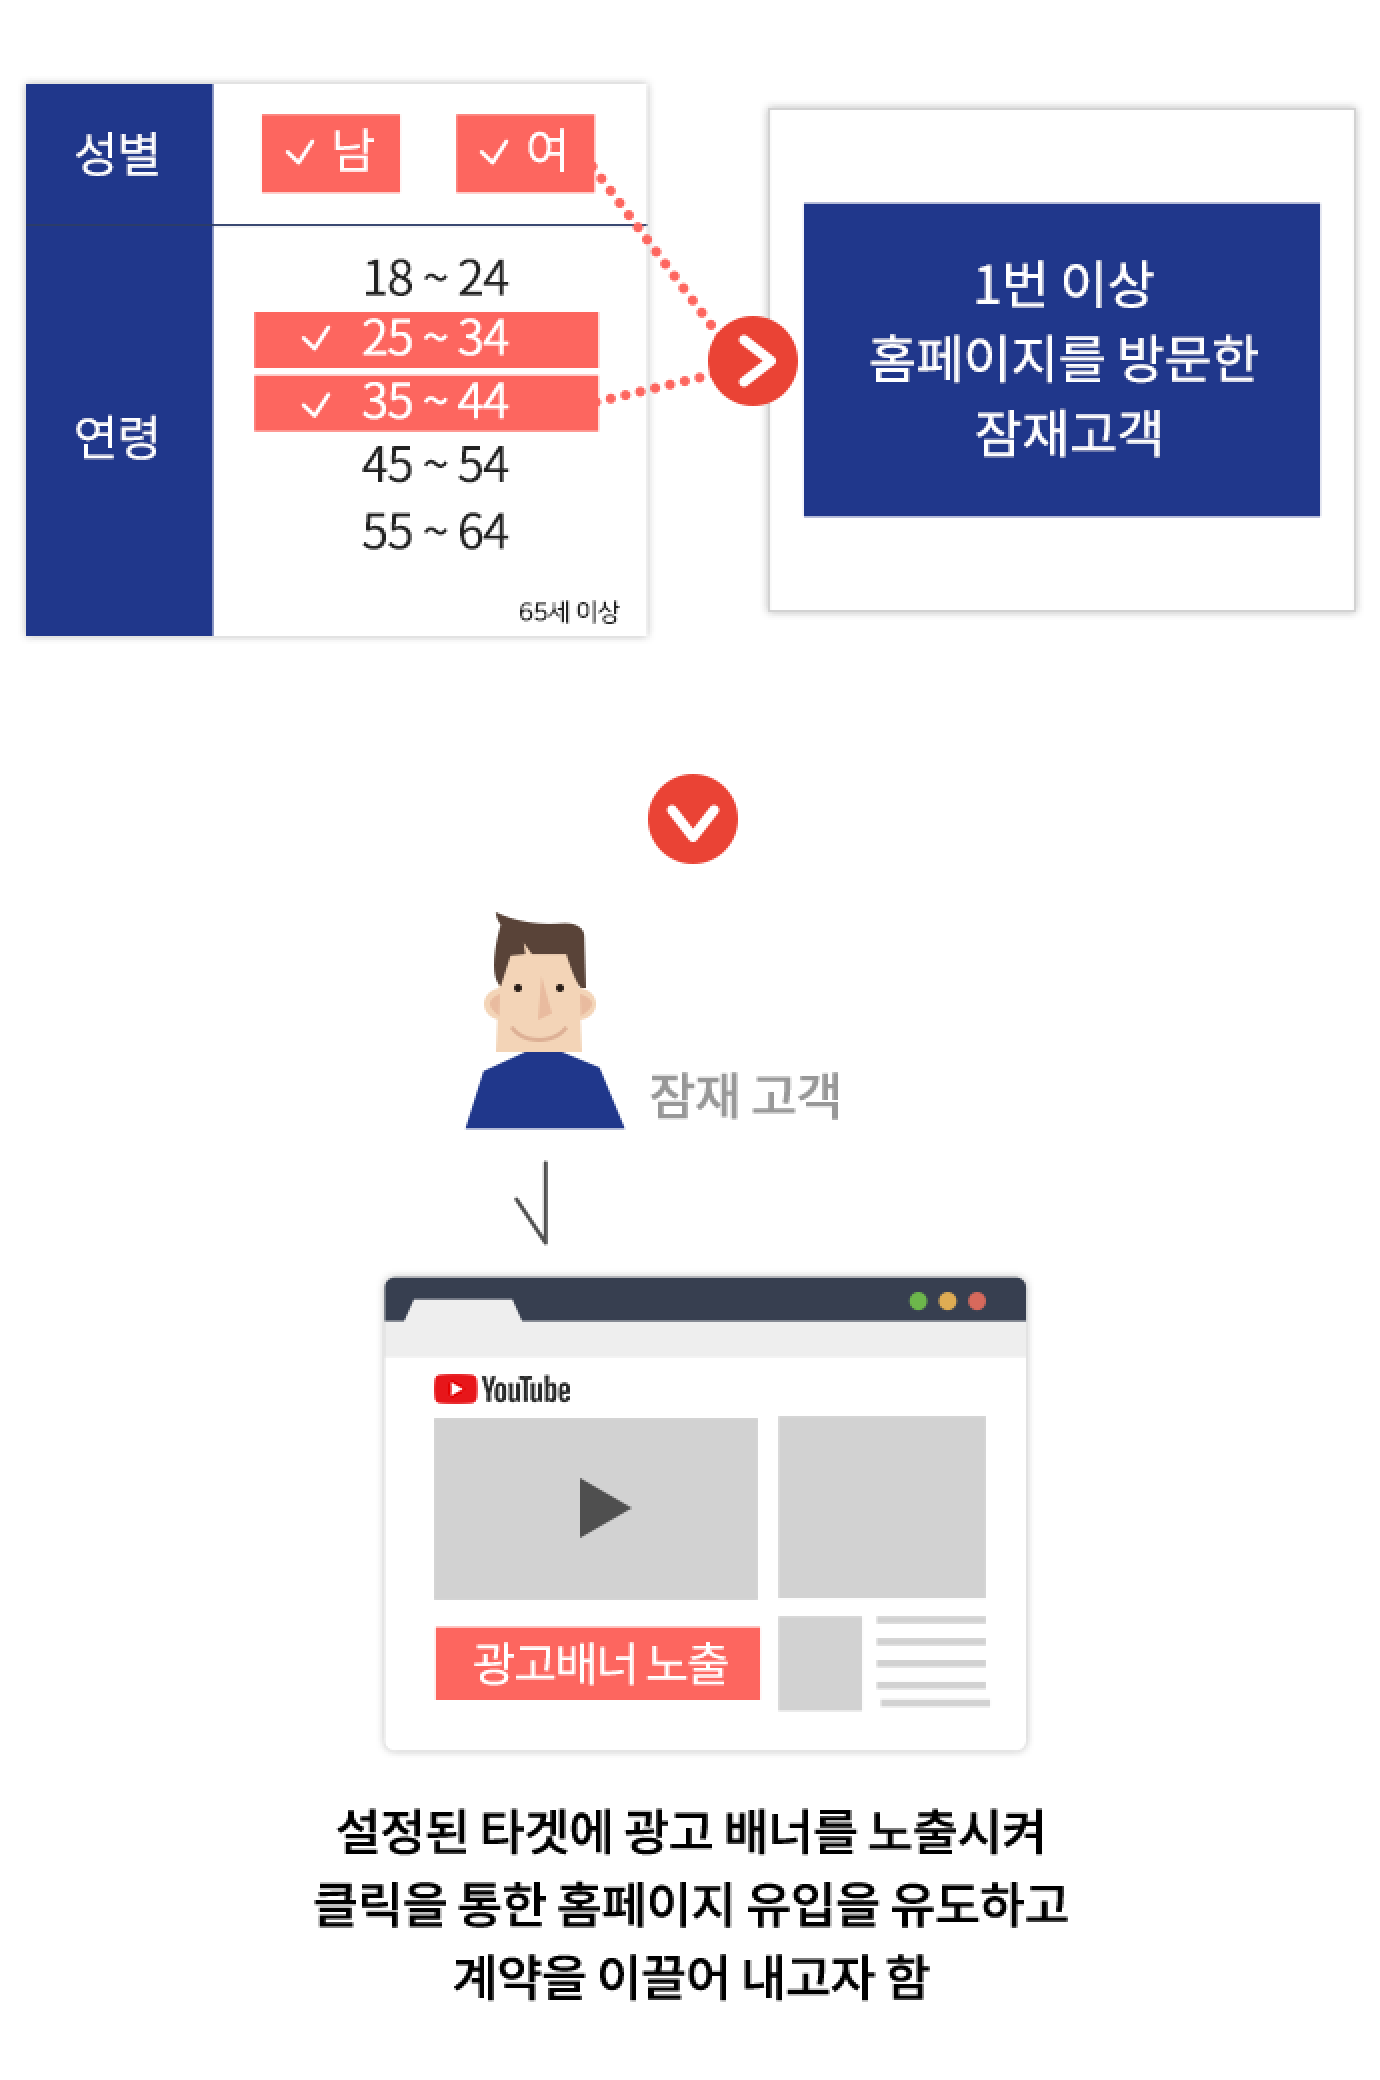 성별
남
여
연령
18 ~ 24
25 ~ 34
35 ~ 44
45 ~ 54
55 ~ 64
65세 이상
1번 이상
홈페이지를 방문한
잠재고객
잠재 고객
YouTube
광고배너 노출
설정된 타겟에 광고 배너를 노출시켜
클릭을 통한 홈페이지 유입을 유도하고
계약을 이끌어 내고자 함